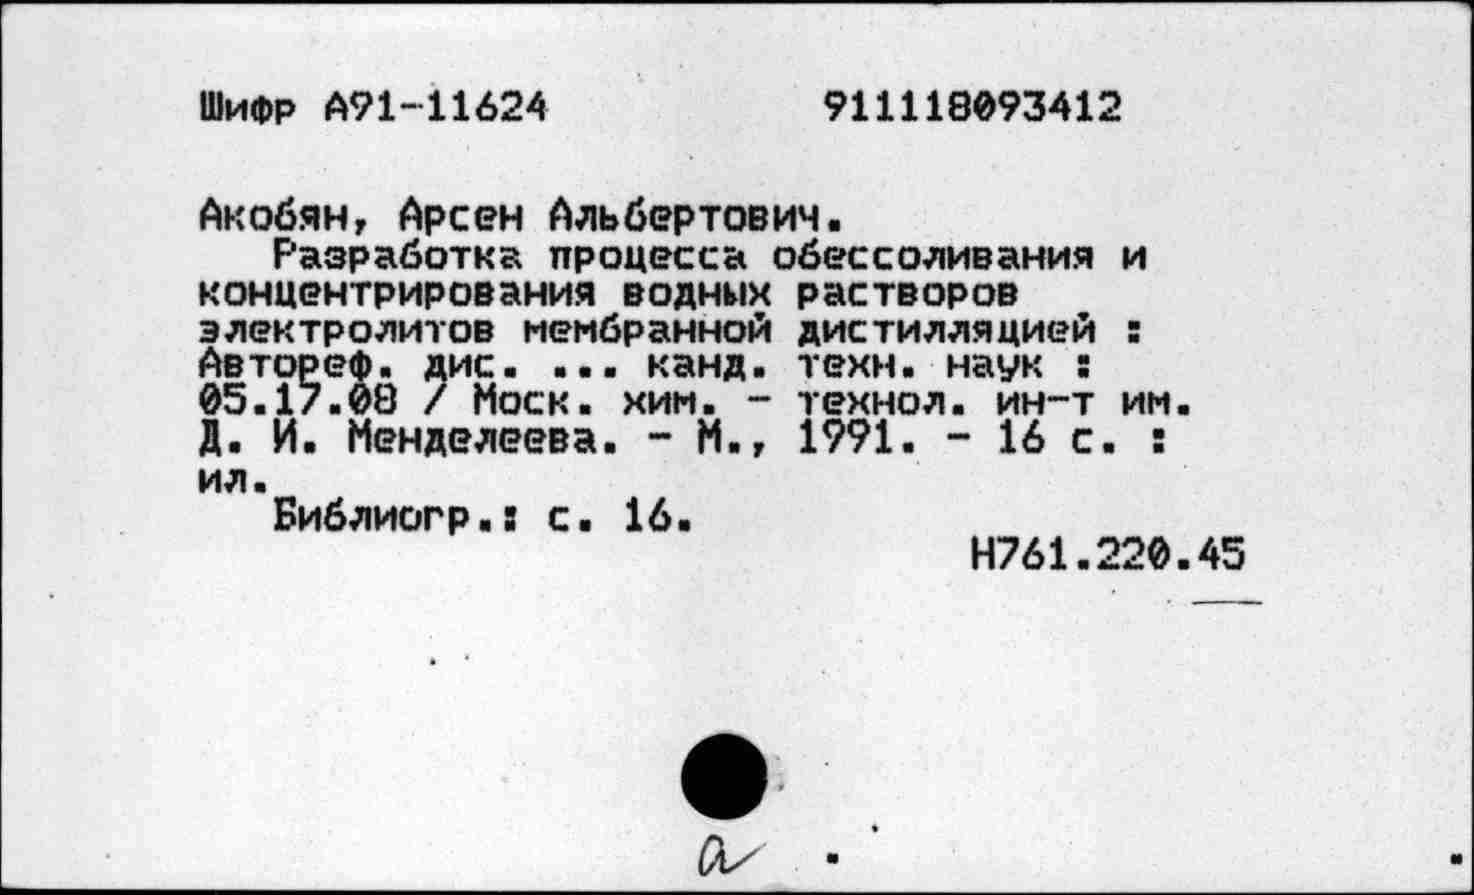 Шифр А91-11624 911118093412
Акобян, Арсен Альбертович.
Разработка процесса обессоливания и
концентрирования водных растворов
электролитов мембранной дистилляцией :
Автореф. дис. ... канд. техн. наук :
05.17.08 / Моск. хим. - технол. ин-т им.
Д. И. Менделеева. - М., 1991. - 16 с. :
ил.
Библиогр.: с. 16.
Н761.220.45
а